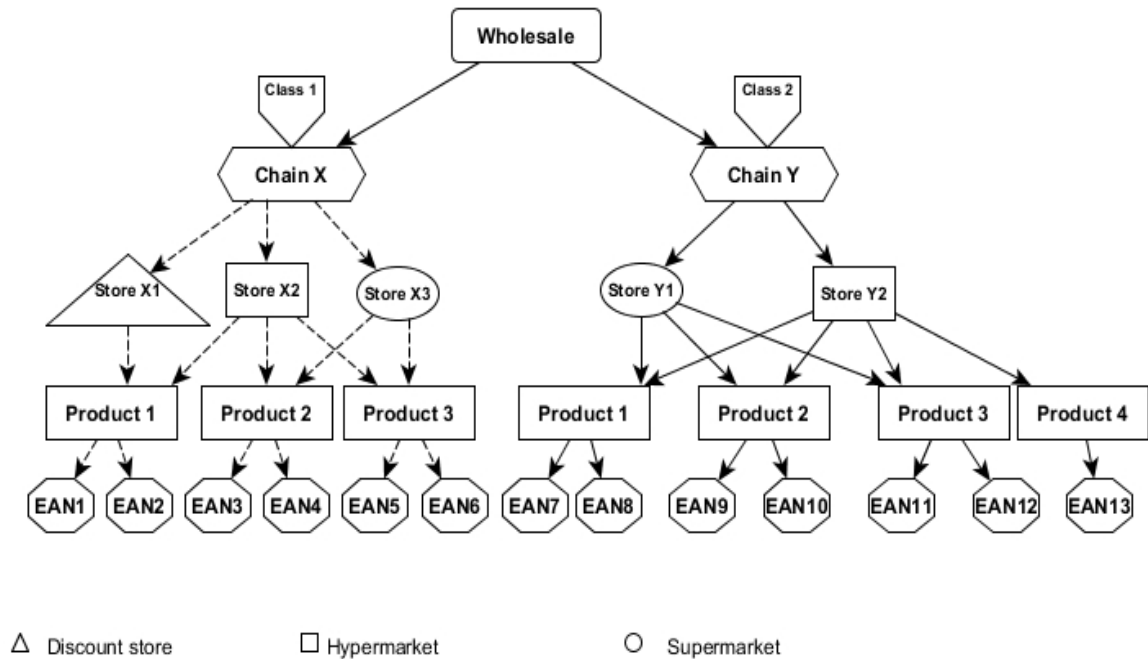 Wholesale
Class 1
Class 2
Chain X
Chain Y
Store X1
Store X2
Store X3
Store Y1
Store Y2
Product 1
Product 2
Product 3
Product 1
Product 2
Product 3
Product 4
EAN1
EAN2
EAN3
EAN4
EAN5
EAN6
EAN7
EAN8
EAN9
EAN10
EAN11
EAN12
EAN13
Discount store
Hypermarket
Supermarket